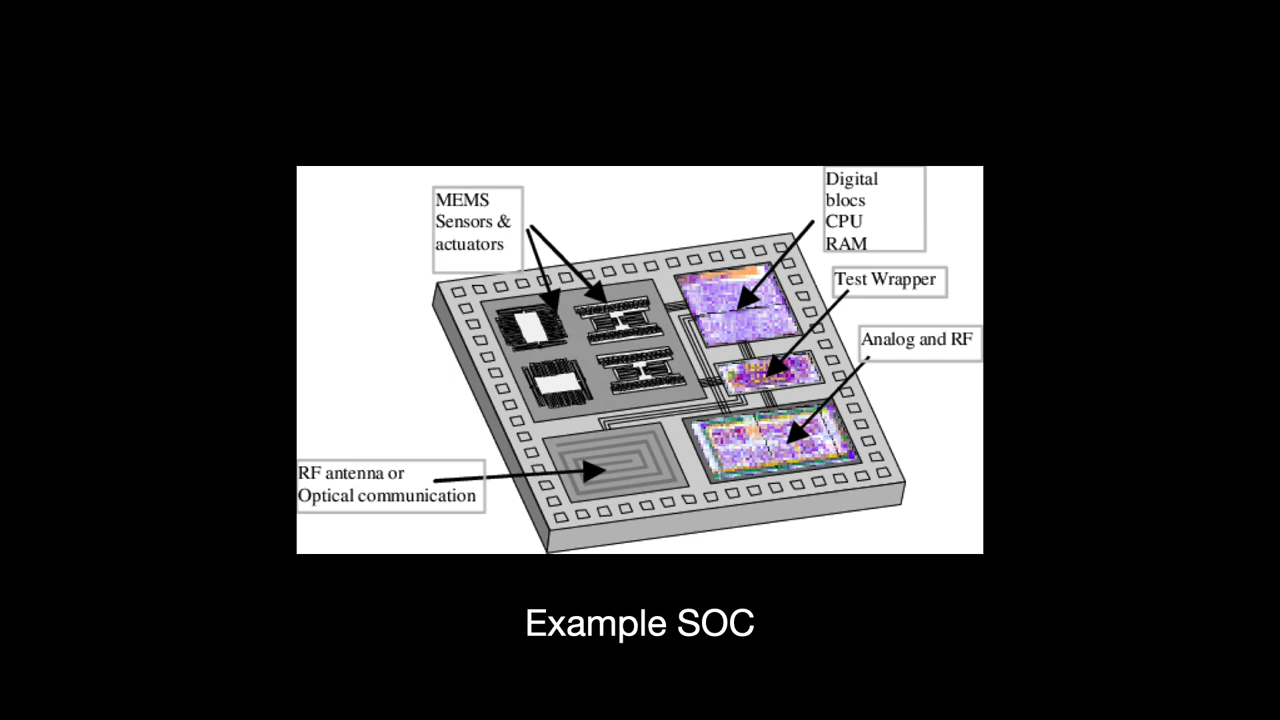 MEMS
Sensors &
actuators
Digital
blocs
CPU
RAM
Test Wrapper
Analog and RF
RF antenna or
Optical communication
Example SOC